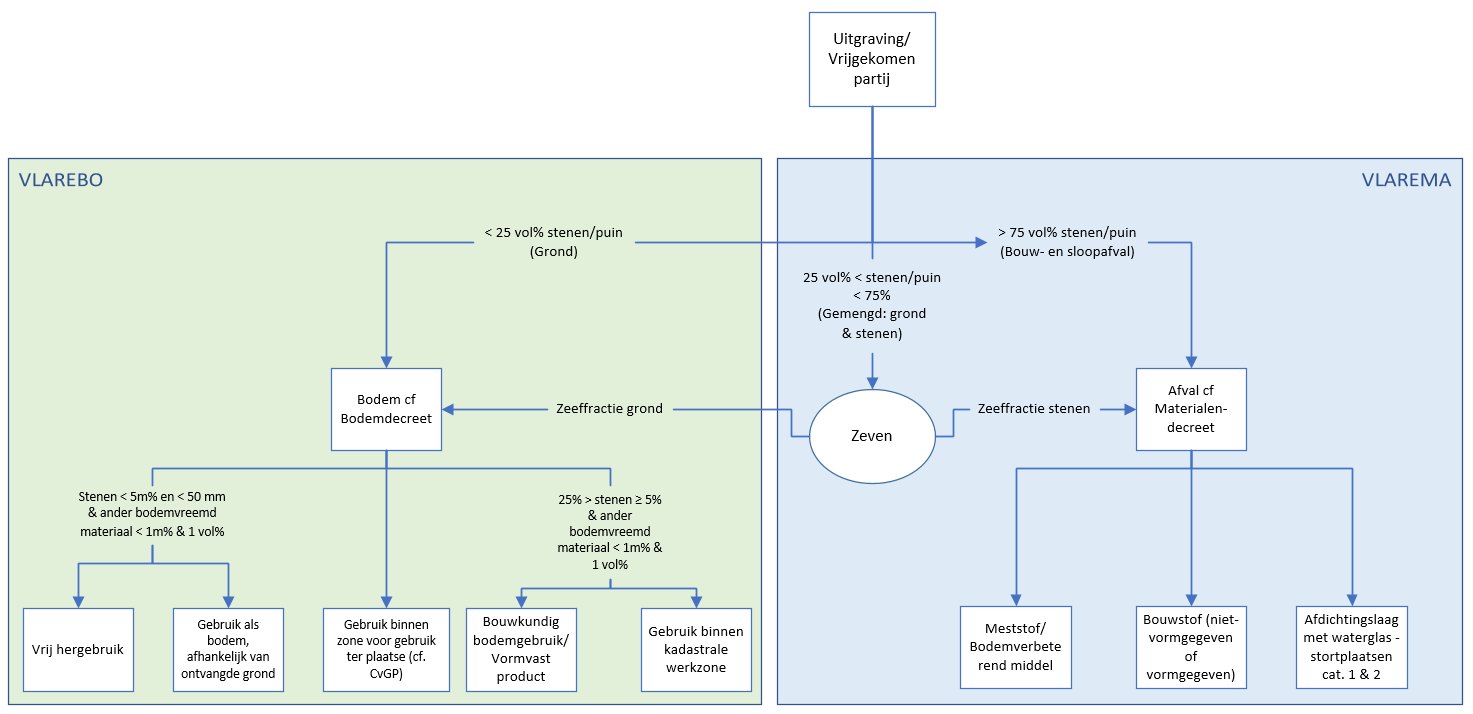 Uitgraving/
Vrijgekomen
partij
VLAREBO
VLAREMA
< 25 vol% stenen/puin
(Grond)
> 75 vol% stenen/puin
(Bouw- en sloopafval)
25 vol% < stenen/puin
< 75%
(Gemengd: grond
& stenen)
Bodem cf
Bodemdecreet
Zeeffractie grond
Zeven
Zeeffractie stenen
Afval cf
Materialen-
decreet
Stenen < 5m% en < 50 mm
& ander bodemvreemd
materiaal < 1m% & 1 vol%
25% > stenen ≥ 5%
& ander
bodemvreemd
materiaal < 1m% &
1 vol%
Vrij hergebruik
Gebruik als
bodem,
afhankelijk van
ontvangde grond
Gebruik binnen
zone voor gebruik
ter plaatse (cf.
CvGP)
Bouwkundig
bodemgebruik/
Vormvast
product
Gebruik binnen
kadastrale
werkzone
Meststof/
Bodemverbete
rend middel
Bouwstof (niet-
vormgegeven
of
vormgegeven)
Afdichtingslaag
met waterglas -
stortplaatsen
cat. 1 & 2